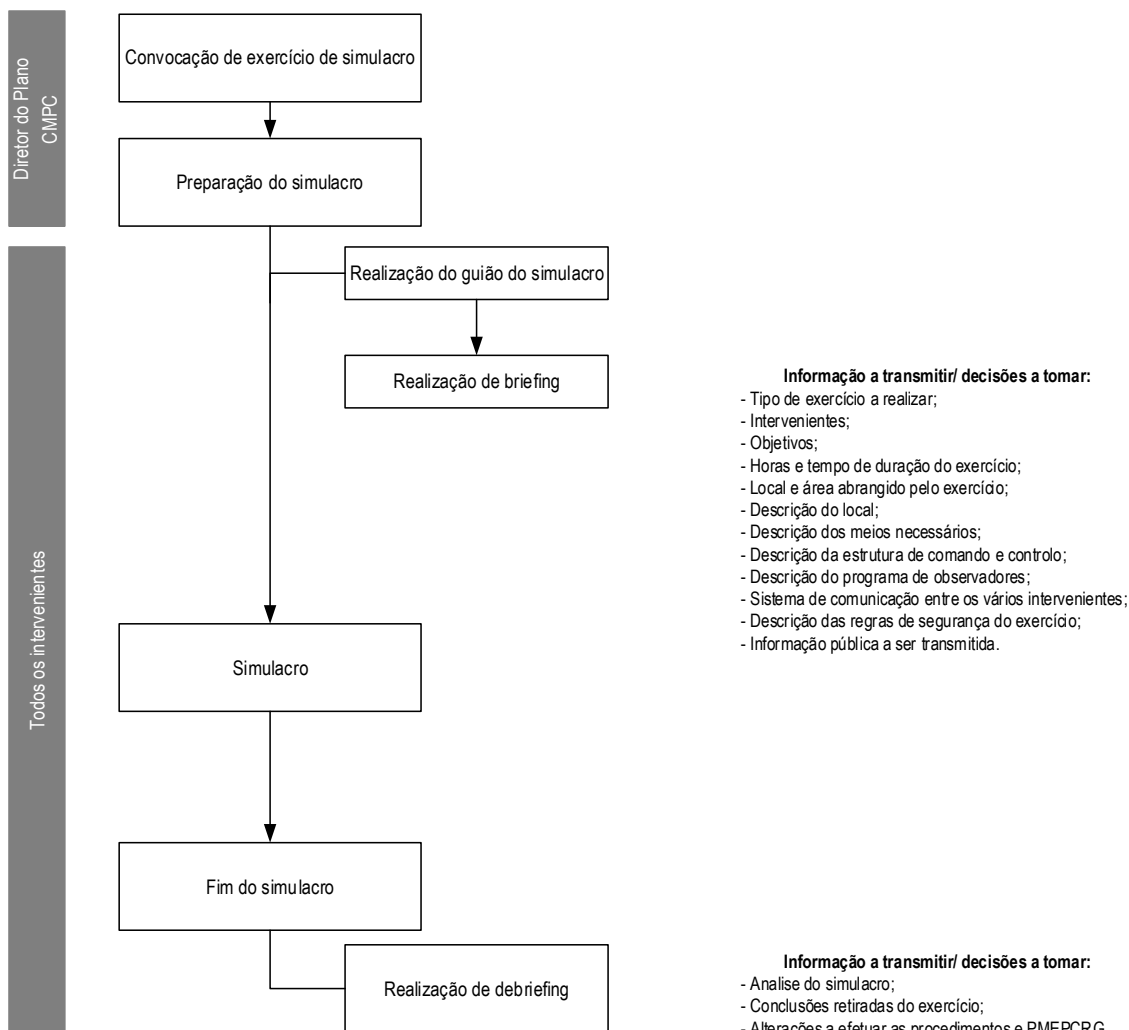 Diretor do Plano
CMPC
Convocação de exercício de simulacro
Preparação do simulacro
Todos os intervenientes
Realização do guião do simulacro
Realização de briefing
Informação a transmitir/ decisões a tomar:
- Tipo de exercício a realizar;
- Intervenientes;
- Objetivos;
- Horas e tempo de duração do exercício;
- Local e área abrangido pelo exercício;
- Descrição do local;
- Descrição dos meios necessários;
- Descrição da estrutura de comando e controlo;
- Descrição do programa de observadores;
- Sistema de comunicação entre os vários intervenientes;
- Descrição das regras de segurança do exercício;
- Informação pública a ser transmitida.
Simulacro
Fim do simulacro
Realização de debriefing
Informação a transmitir/ decisões a tomar:
- Analise do simulacro;
- Conclusões retiradas do exercício;
- Alterações a efetuar as procedimentos e PMEPCRG